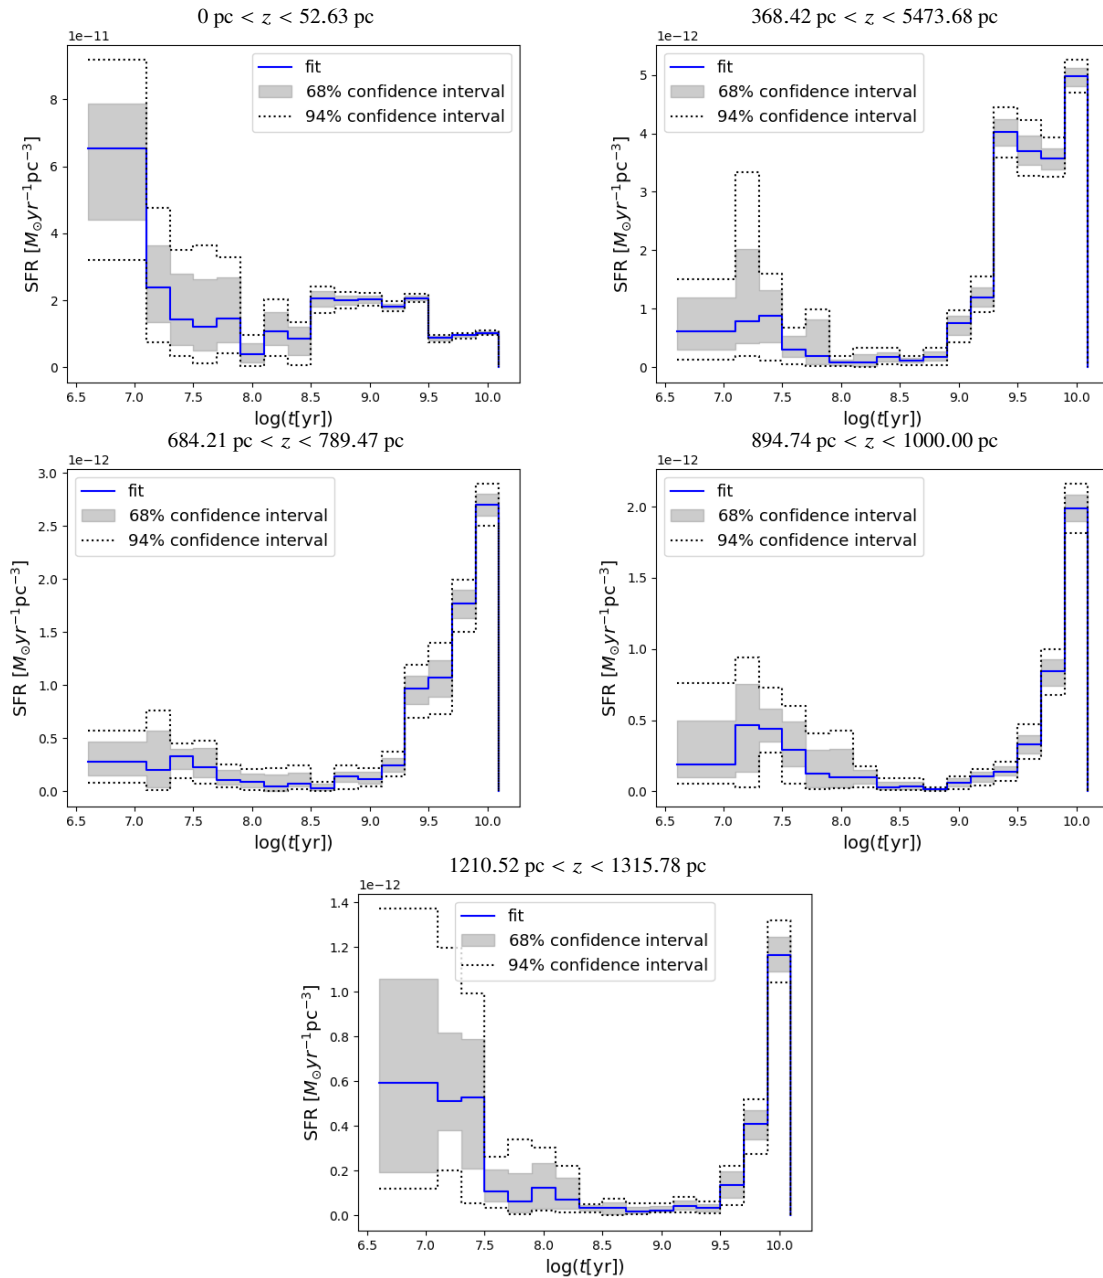 0 pc < z < 52.63 pc
1e−11
fit
68% confidence interval
94% confidence interval
SFR [M⊙yr−1pc−3]
8
6
4
2
0
6.5 7.0 7.5 8.0 8.5 9.0 9.5 10.0
log(t[yr])
368.42 pc < z < 5473.68 pc
1e−12
fit
68% confidence interval
94% confidence interval
SFR [M⊙yr−1pc−3]
5
4
3
2
1
0
6.5 7.0 7.5 8.0 8.5 9.0 9.5 10.0
log(t[yr])
684.21 pc < z < 789.47 pc
1e−12
fit
68% confidence interval
94% confidence interval
SFR [M⊙yr−1pc−3]
3.0
2.5
2.0
1.5
1.0
0.5
0.0
6.5 7.0 7.5 8.0 8.5 9.0 9.5 10.0
log(t[yr])
894.74 pc < z < 1000.00 pc
1e−12
fit
68% confidence interval
94% confidence interval
SFR [M⊙yr−1pc−3]
2.0
1.5
1.0
0.5
0.0
6.5 7.0 7.5 8.0 8.5 9.0 9.5 10.0
log(t[yr])
1210.52 pc < z < 1315.78 pc
1e−12
fit
68% confidence interval
94% confidence interval
SFR [M⊙yr−1pc−3]
1.4
1.2
1.0
0.8
0.6
0.4
0.2
0.0
6.5 7.0 7.5 8.0 8.5 9.0 9.5 10.0
log(t[yr])